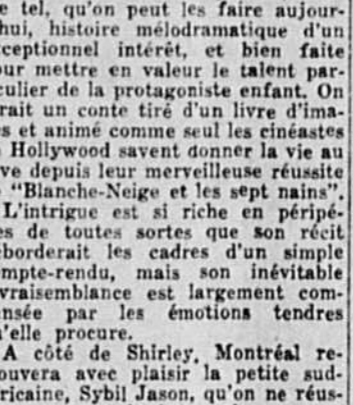 e tel, qu'on peut les faire aujour-
hui, histoire mélodramatique d'un
ceptionnel intérêt, et bien faite
ur mettre en valeur le talent par-
culier de la protagoniste enfant. On
rait un conte tiré d'un livre d'ima-
s et animé comme seul les cinéastes
Hollywood savent donner la vie au
ve depuis leur merveilleuse réussite
"Blanche-Neige et les sept nains".
L'intrigue est si riche en péripé-
es de toutes sortes que son récit
borderait les cadres d'un simple
mpte-rendu, mais son inévitable
vraisemblance est largement com-
nsée par les émotions tendres
u'elle procure.
A côté de Shirley, Montréal re-
ouvera avec plaisir la petite sud-
ricaine, Sybil Jason, qu'on ne réus-